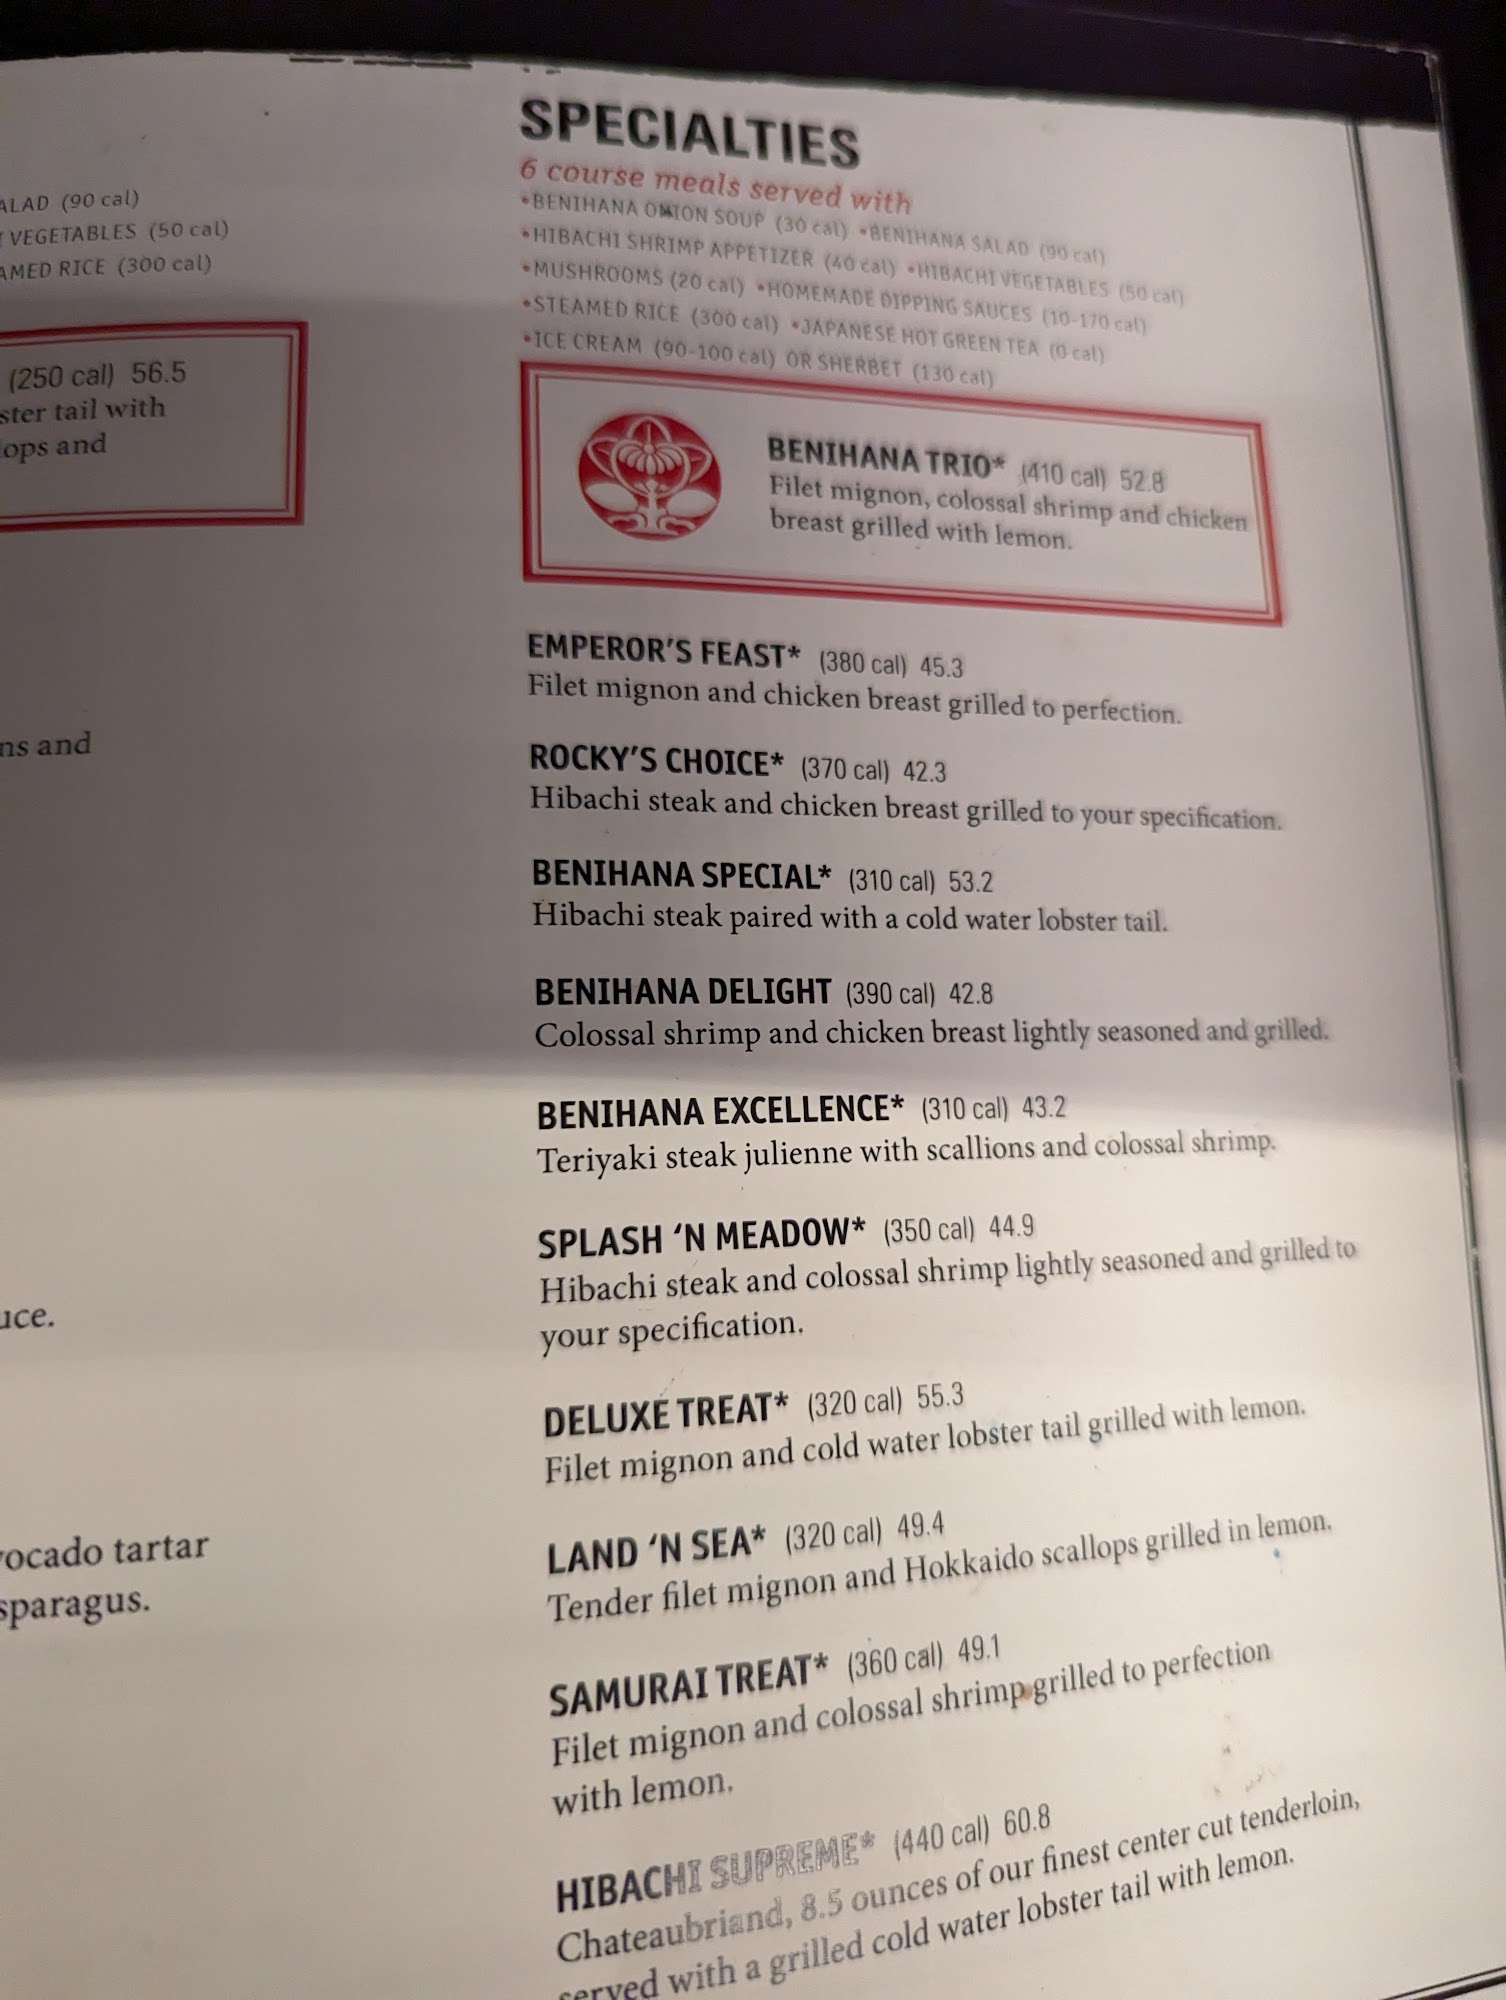 ALAD (90 cal)
VEGETABLES (50 cal)
AMED RICE (300 cal)
(250 cal) 56.5
ster tail with
ops and
ns and
uce.
ocado tartar
sparagus.
SPECIALTIES
6 course meals served with
•BENIHANA ONION SOUP (30 cal) •BENIHANA SALAD (90 cal)
•HIBACHI SHRIMP APPETIZER (40 cal) •HIBACHI VEGETABLES (50 cal)
•MUSHROOMS (20 cal) •HOMEMADE DIPPING SAUCES (10-170 cal)
•STEAMED RICE (300 cal) •JAPANESE HOT GREEN TEA (0 cal)
•ICE CREAM (90-100 cal) OR SHERBET (130 cal)
BENIHANA TRIO* (410 cal) 52.8
Filet mignon, colossal shrimp and chicken
breast grilled with lemon.
EMPEROR'S FEAST* (380 cal) 45.3
Filet mignon and chicken breast grilled to perfection.
ROCKY'S CHOICE* (370 cal) 42.3
Hibachi steak and chicken breast grilled to your specification.
BENIHANA SPECIAL* (310 cal) 53.2
Hibachi steak paired with a cold water lobster tail.
BENIHANA DELIGHT (390 cal) 42.8
Colossal shrimp and chicken breast lightly seasoned and grilled.
BENIHANA EXCELLENCE* (310 cal) 43.2
Teriyaki steak julienne with scallions and colossal shrimp.
SPLASH ‘N MEADOW* (350 cal) 44.9
Hibachi steak and colossal shrimp lightly seasoned and grilled to
your specification.
DELUXE TREAT* (320 cal) 55.3
Filet mignon and cold water lobster tail grilled with lemon.
LAND ‘N SEA* (320 cal) 49.4
Tender filet mignon and Hokkaido scallops grilled in lemon.
SAMURAI TREAT* (360 cal) 49.1
Filet mignon and colossal shrimp grilled to perfection
with lemon.
HIBACHI SUPREME* (440 cal) 60.8
Chateaubriand, 8.5 ounces of our finest center cut tenderloin,
served with a grilled cold water lobster tail with lemon.